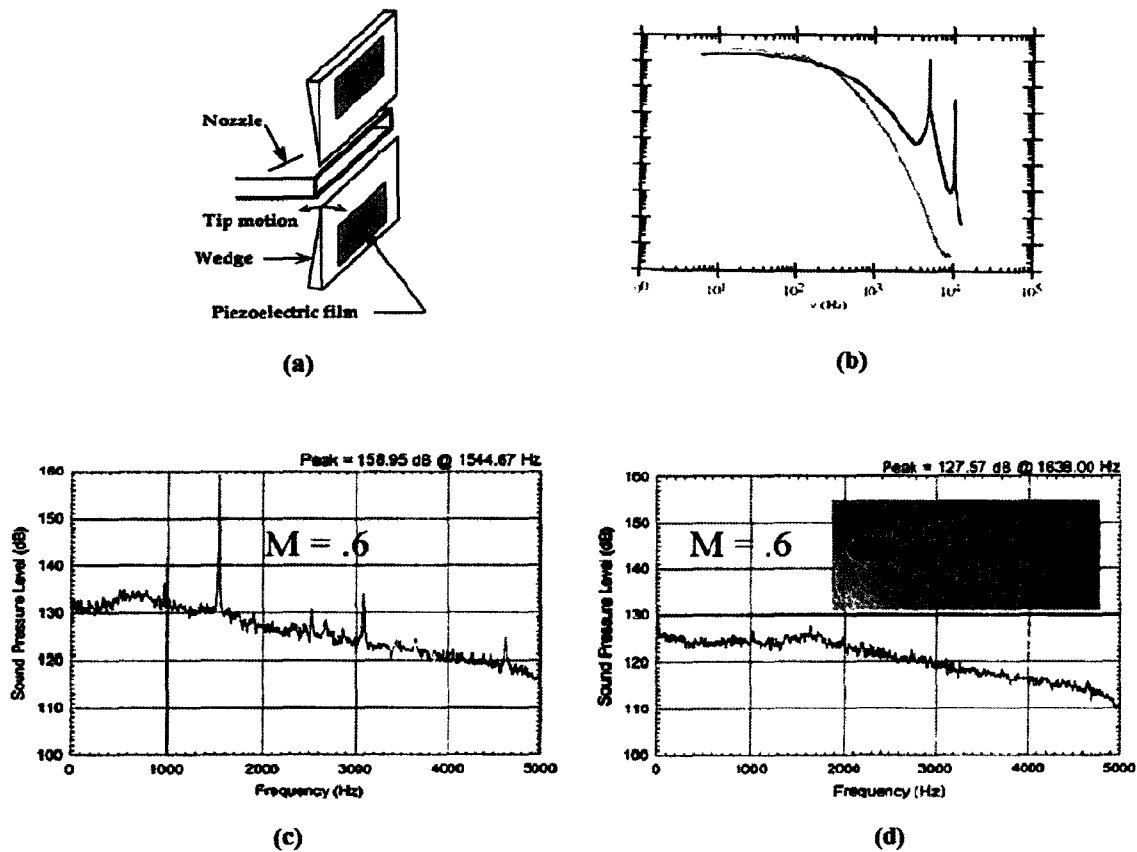 Nozzle
Tip motion
Wedge
Piezoelectric film
(a)
10¹ 10² 10³ 10⁵
(Hz)
(b)
Peak = 158.95 dB @ 1544.67 Hz
160
150
140
130
120
110
100
Sound Pressure Level (dB)
M = .6
0 1000 2000 3000 4000 5000
Frequency (Hz)
(c)
Peak = 127.57 dB @ 1638.00 Hz
160
150
140
130
120
110
100
Sound Pressure Level (dB)
M = .6
0 1000 2000 3000 4000 5000
Frequency (Hz)
(d)